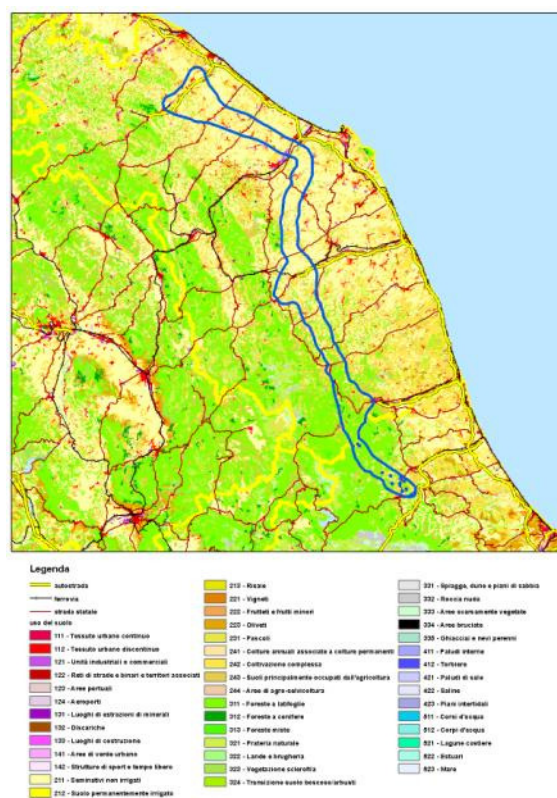 Legenda
autostrada
ferrovia
strada statale
uso del suolo
111 - Tessuto urbano continuo
112 - Tessuto urbano discontinuo
121 - Unità industriali e commerciali
122 - Reti di strade e binari e territori associati
123 - Aree portuali
124 - Aeroporti
131 - Luoghi di estrazioni di minerali
132 - Discariche
133 - Luoghi di costruzione
141 - Aree di verde urbano
142 - Strutture di sport e tempo libero
211 - Seminativi non irrigati
212 - Suolo permanentemente irrigato
213 - Risaie
221 - Vigneti
222 - Frutteti e frutti minori
223 - Oliveti
231 - Pascoli
241 - Colture annuali associate a colture permanenti
242 - Coltivazione complessa
243 - Suoli principalmente occupati dall'agricoltura
244 - Aree di agro-selvicoltura
311 - Foreste a latifoglie
312 - Foreste a conifere
313 - Foreste miste
321 - Prateria naturale
322 - Lande e brughiera
323 - Vegetazione sclerofita
324 - Transizione suolo boscoso/arbusti
331 - Spiagge, dune e piani di sabbia
332 - Roccia nuda
333 - Aree scarsamente vegetate
334 - Aree bruciate
335 - Ghiacciai e nevi perenni
411 - Paludi interne
412 - Torbiere
421 - Paludi di sale
422 - Saline
423 - Piani intertidali
511 - Corsi d'acqua
512 - Corpi d'acqua
521 - Lagune costiere
522 - Estuari
523 - Mare